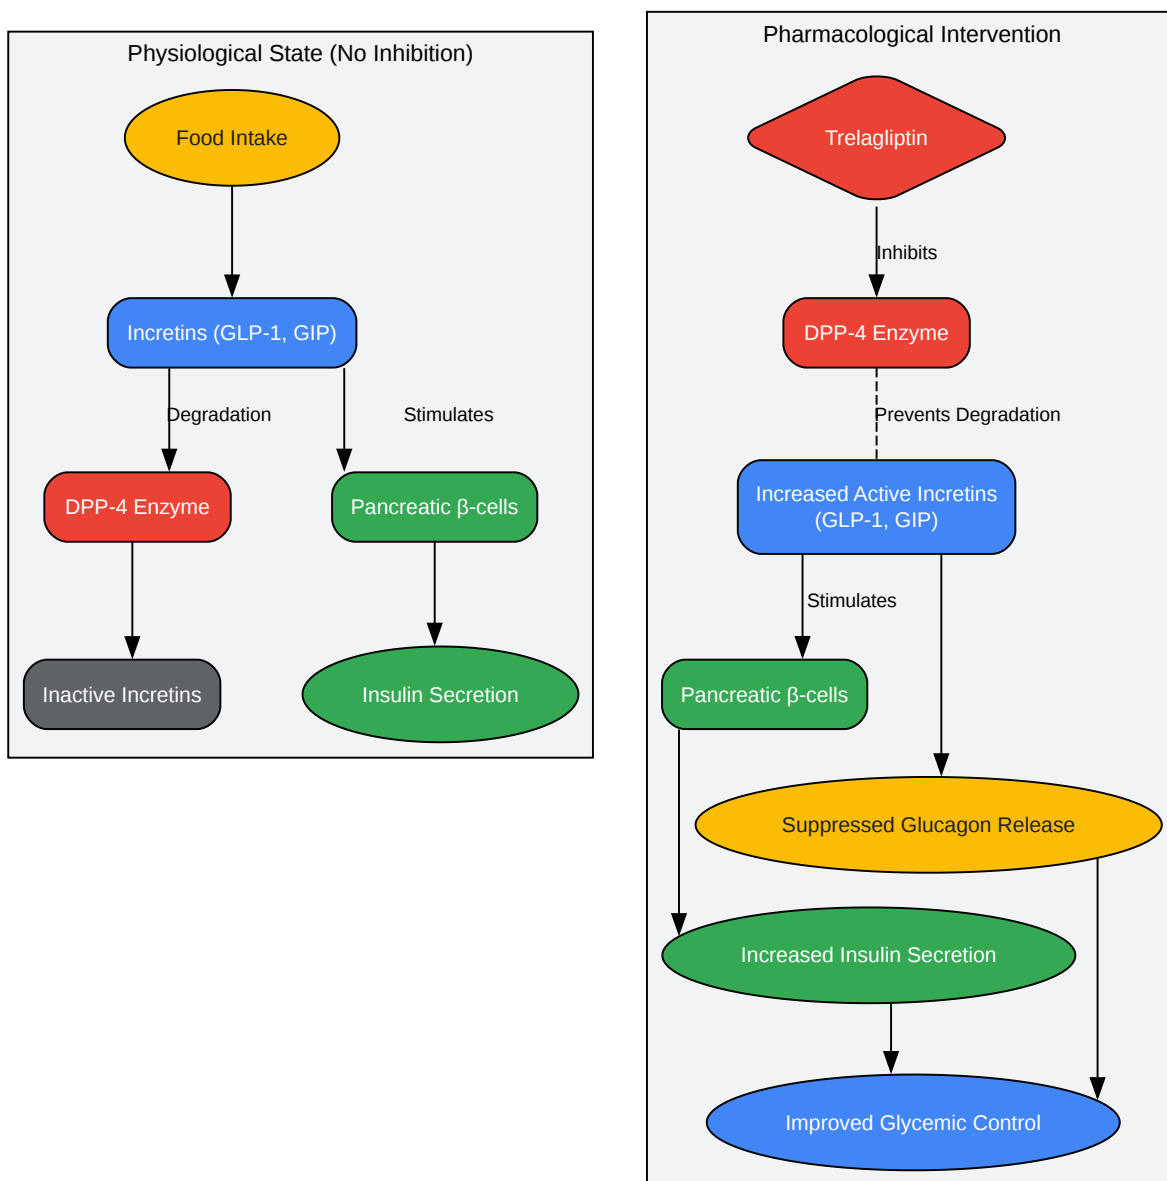 Physiological State (No Inhibition)
Food Intake
Incretins (GLP-1, GIP)
Degradation
Stimulates
DPP-4 Enzyme
Pancreatic β-cells
Inactive Incretins
Insulin Secretion
Pharmacological Intervention
Trelagliptin
Inhibits
DPP-4 Enzyme
Prevents Degradation
Increased Active Incretins
(GLP-1, GIP)
Stimulates
Pancreatic β-cells
Suppressed Glucagon Release
Increased Insulin Secretion
Improved Glycemic Control